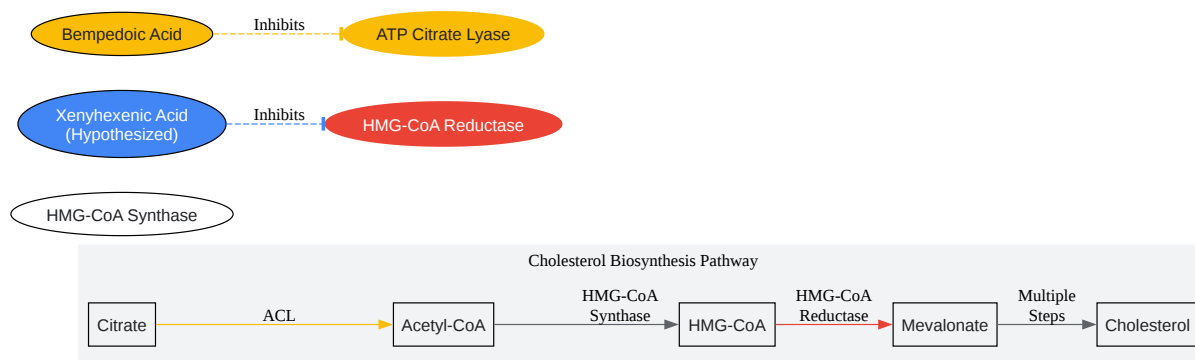 Bempedoic Acid
Inhibits
ATP Citrate Lyase
Xenyhexenic Acid
(Hypothesized)
Inhibits
HMG-CoA Reductase
HMG-CoA Synthase
Cholesterol Biosynthesis Pathway
Citrate
ACL
Acetyl-CoA
HMG-CoA
Synthase
HMG-CoA
HMG-CoA
Reductase
Mevalonate
Multiple
Steps
Cholesterol